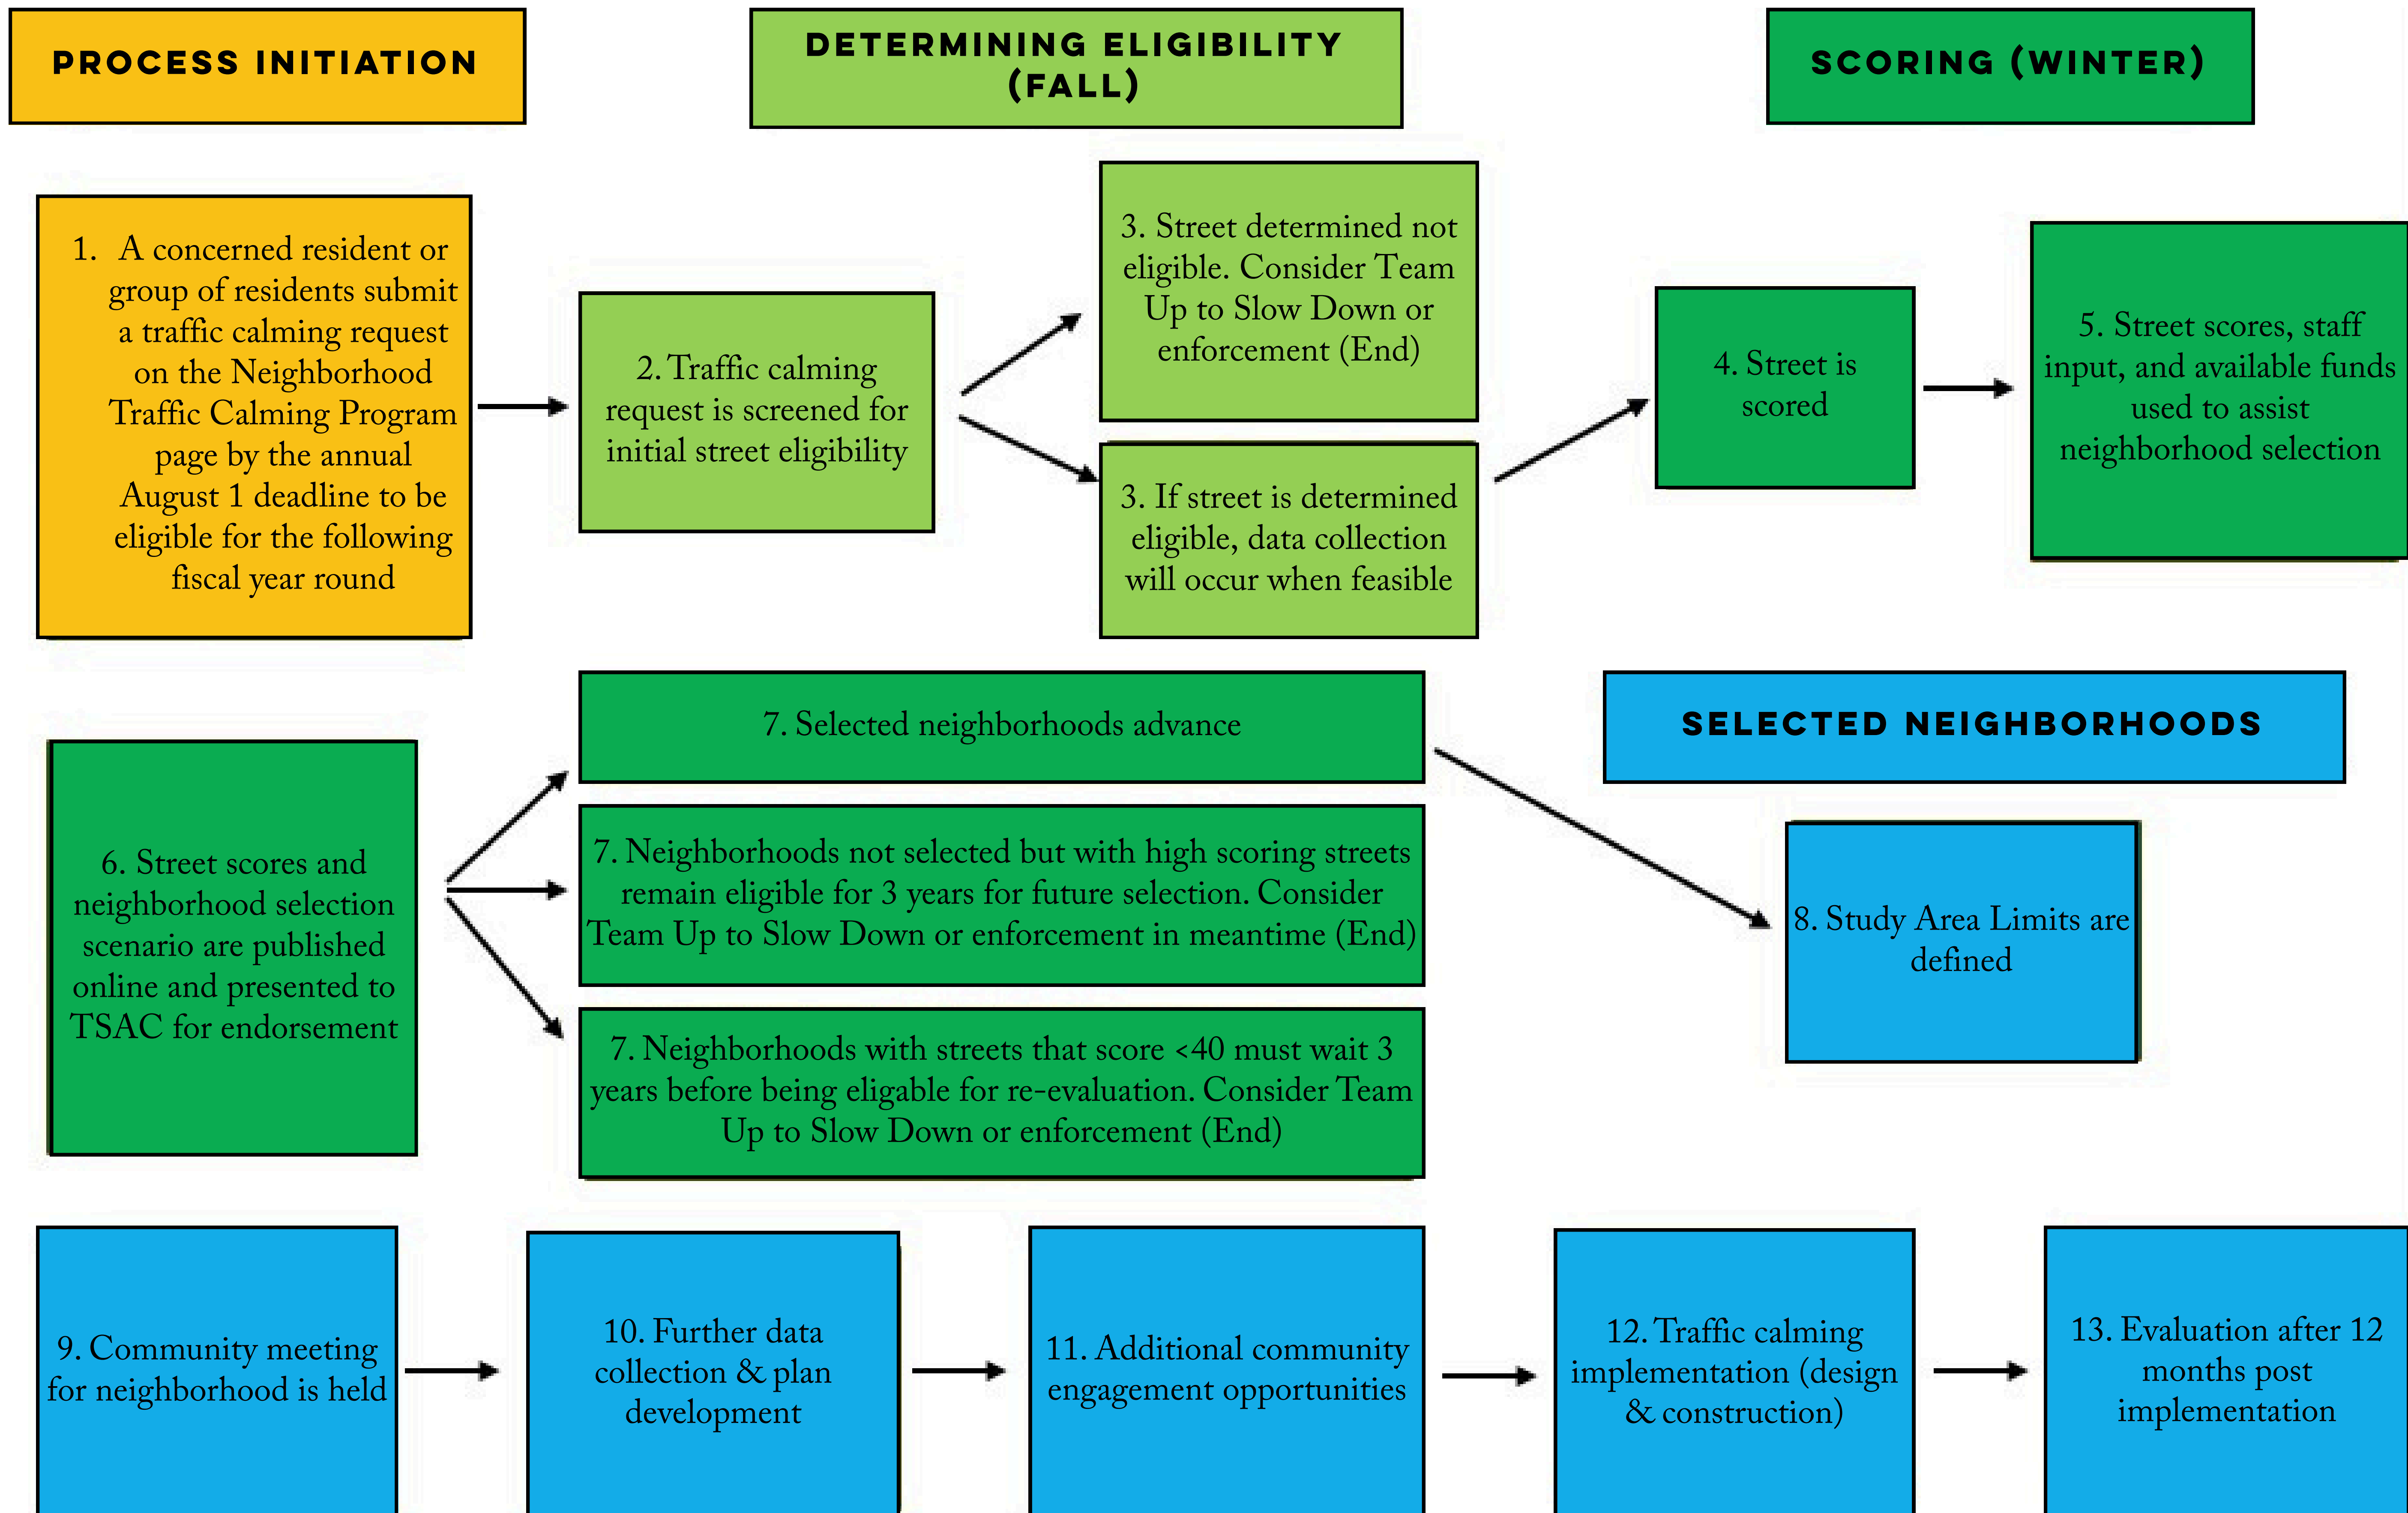 PROCESS INITIATION
DETERMINING ELIGIBILITY
(FALL)
SCORING (WINTER)
1. A concerned resident or
group of residents submit
a traffic calming request
on the Neighborhood
Traffic Calming Program
page by the annual
August 1 deadline to be
eligible for the following
fiscal year round
2. Traffic calming
request is screened for
initial street eligibility
3. Street determined not
eligible. Consider Team
Up to Slow Down or
enforcement (End)
3. If street is determined
eligible, data collection
will occur when feasible
4. Street is
scored
5. Street scores, staff
input, and available funds
used to assist
neighborhood selection
6. Street scores and
neighborhood selection
scenario are published
online and presented to
TSAC for endorsement
7. Selected neighborhoods advance
7. Neighborhoods not selected but with high scoring streets
remain eligible for 3 years for future selection. Consider
Team Up to Slow Down or enforcement in meantime (End)
7. Neighborhoods with streets that score <40 must wait 3
years before being eligable for re-evaluation. Consider Team
Up to Slow Down or enforcement (End)
SELECTED NEIGHBORHOODS
8. Study Area Limits are
defined
9. Community meeting
for neighborhood is held
10. Further data
collection & plan
development
11. Additional community
engagement opportunities
12. Traffic calming
implementation (design
& construction)
13. Evaluation after 12
months post
implementation